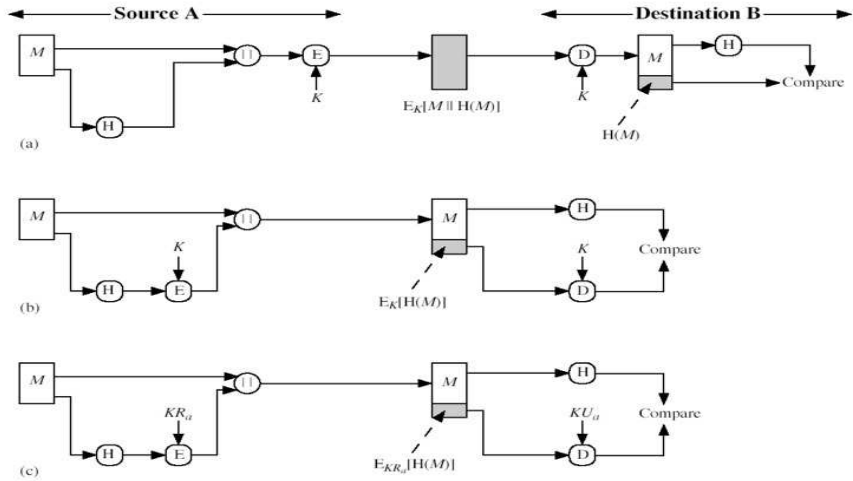 Source A
Destination B
M
||
E
K
E_K[M || H(M)]
D
K
M
H
Compare
H(M)
H
(a)
M
||
K
H
E
M
E_K[H(M)]
H
K
D
Compare
(b)
M
||
KR_a
H
E
M
E_KR_a[H(M)]
H
KU_a
D
Compare
(c)